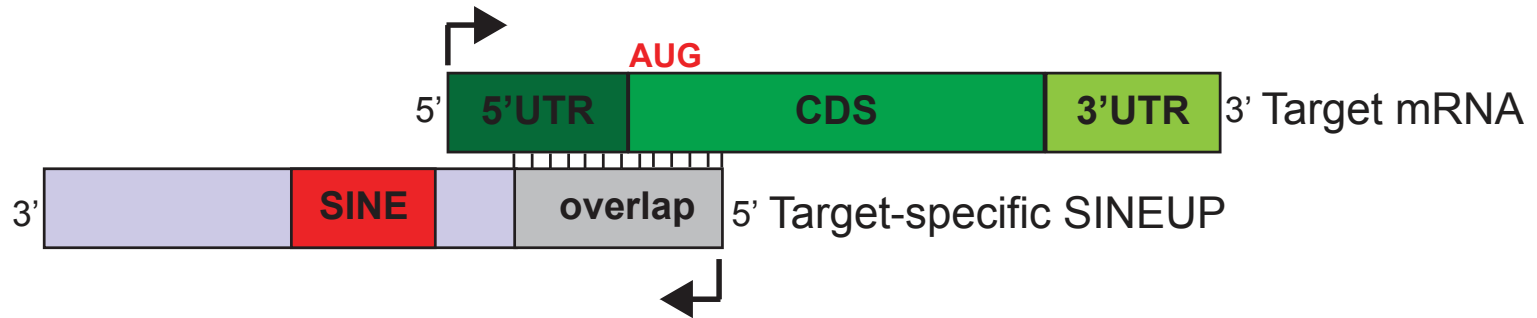 AUG
5’ 5’UTR CDS 3’UTR 3’ Target mRNA
3’ SINE overlap 5’ Target-specific SINEUP